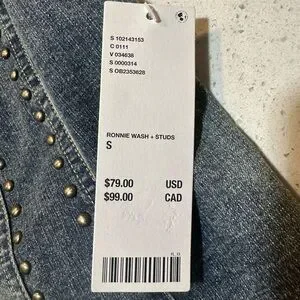 S 102143153
C 0111
V 034638
S 0000314
S OB2353628
RONNIE WASH + STUDS
S
$79.00 USD
$99.00 CAD